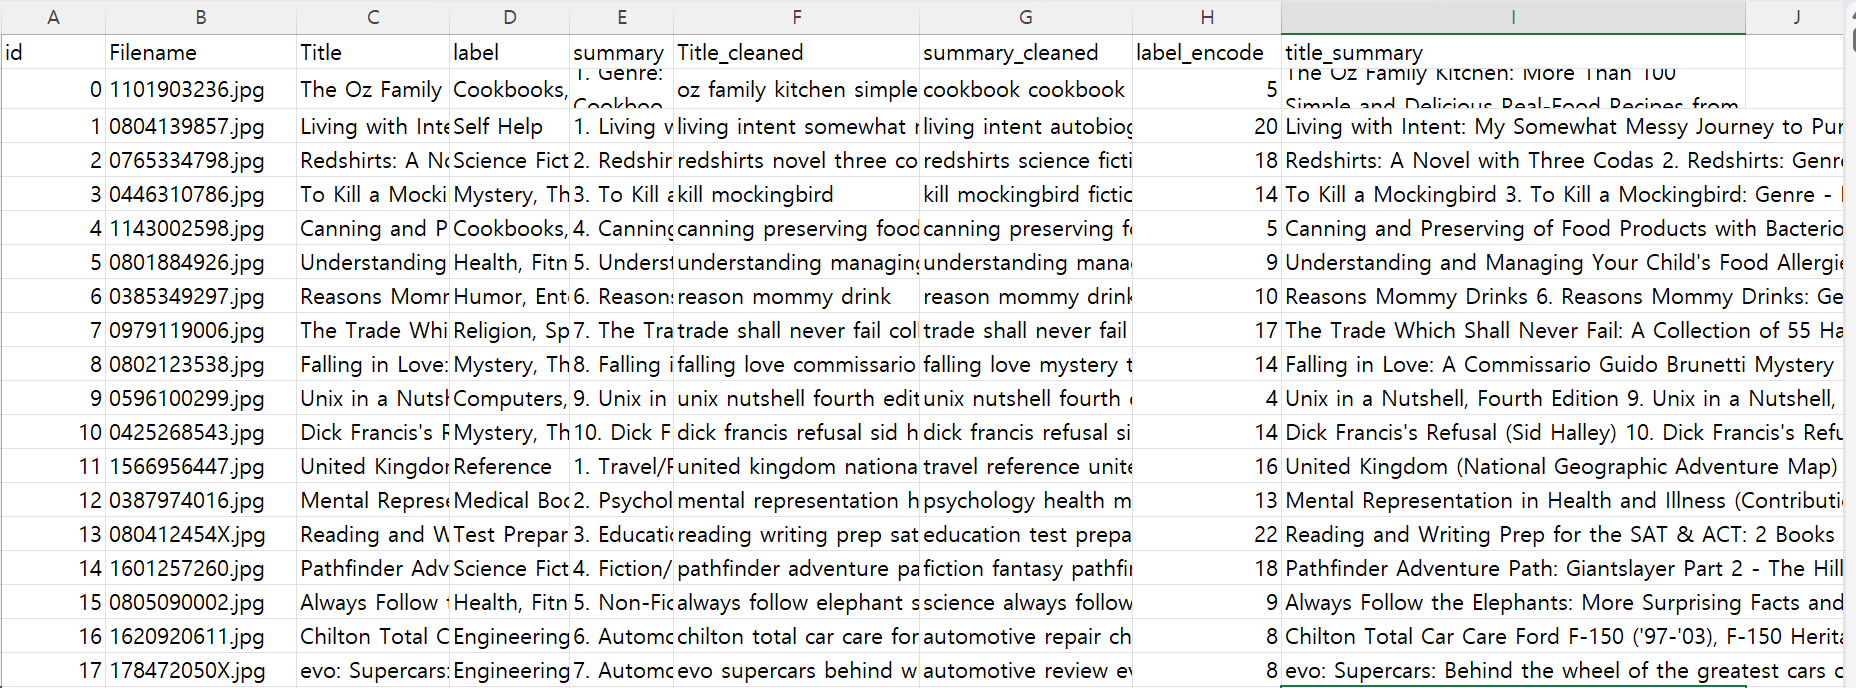 A B C D E F G H I J
id Filename Title label summary Title_cleaned summary_cleaned label_encode title_summary
0 1101903236.jpg The Oz Family Cookbooks, 1. Genre: Cookboo oz family kitchen simple cookbook cookbook 5 The Oz Family Kitchen: More Than 100 Simple and Delicious Real-Food Recipes from
1 0804139857.jpg Living with Inte Self Help 1. Living living intent somewhat living intent autobiog 20 Living with Intent: My Somewhat Messy Journey to Pur
2 0765334798.jpg Redshirts: A No Science Fict 2. Redshir redshirts novel three co redshirts science ficti 18 Redshirts: A Novel with Three Codas 2. Redshirts: Genre
3 0446310786.jpg To Kill a Mocki Mystery, Th 3. To Kill a kill mockingbird kill mockingbird fictic 14 To Kill a Mockingbird 3. To Kill a Mockingbird: Genre -
4 1143002598.jpg Canning and P Cookbooks, 4. Canning canning preserving food canning preserving f 5 Canning and Preserving of Food Products with Bacterio
5 0801884926.jpg Understanding Health, Fitn 5. Underst understanding managing understanding mana 9 Understanding and Managing Your Child's Food Allergie
6 0385349297.jpg Reasons Momm Humor, Ent 6. Reasons reason mommy drink reason mommy drink 10 Reasons Mommy Drinks 6. Reasons Mommy Drinks: Ge
7 0979119006.jpg The Trade Whi Religion, Sp 7. The Tra trade shall never fail coll trade shall never fail 17 The Trade Which Shall Never Fail: A Collection of 55 Ha
8 0802123538.jpg Falling in Love: Mystery, Th 8. Falling i falling love commissario falling love mystery t 14 Falling in Love: A Commissario Guido Brunetti Mystery
9 0596100299.jpg Unix in a Nutsh Computers, 9. Unix in unix nutshell fourth edit unix nutshell fourth 4 Unix in a Nutshell, Fourth Edition 9. Unix in a Nutshell,
10 0425268543.jpg Dick Francis's R Mystery, Th 10. Dick F dick francis refusal sid h dick francis refusal si 14 Dick Francis's Refusal (Sid Halley) 10. Dick Francis's Refu
11 1566956447.jpg United Kingdom Reference 1. Travel/R united kingdom nationa travel reference unite 16 United Kingdom (National Geographic Adventure Map)
12 0387974016.jpg Mental Represe Medical Boo 2. Psychol mental representation h psychology health m 13 Mental Representation in Health and Illness (Contributi
13 080412454X.jpg Reading and W Test Prepar 3. Educatio reading writing prep sat education test prepa 22 Reading and Writing Prep for the SAT & ACT: 2 Books
14 1601257260.jpg Pathfinder Adv Science Fict 4. Fiction/ pathfinder adventure pa fiction fantasy pathfi 18 Pathfinder Adventure Path: Giantslayer Part 2 - The Hill
15 0805090002.jpg Always Follow Health, Fitn 5. Non-Fic always follow elephant s science always follow 9 Always Follow the Elephants: More Surprising Facts and
16 1620920611.jpg Chilton Total C Engineering 6. Automo chilton total car care for automotive repair ch 8 Chilton Total Car Care Ford F-150 ('97-'03), F-150 Herita
17 178472050X.jpg evo: Supercars: Engineering 7. Automo evo supercars behind w automotive review ev 8 evo: Supercars: Behind the wheel of the greatest cars o